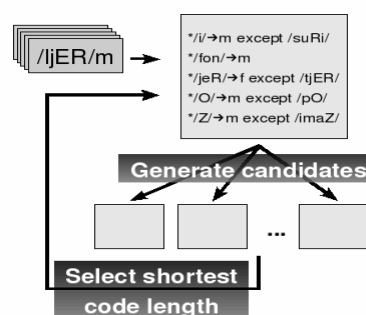 /ljER/m
*/i/→m except /suRi/
*/fon/→m
*/jeR/→f except /tjER/
*/O/→m except /pO/
*/Z/→m except /imaZ/
Generate candidates
...
Select shortest
code length